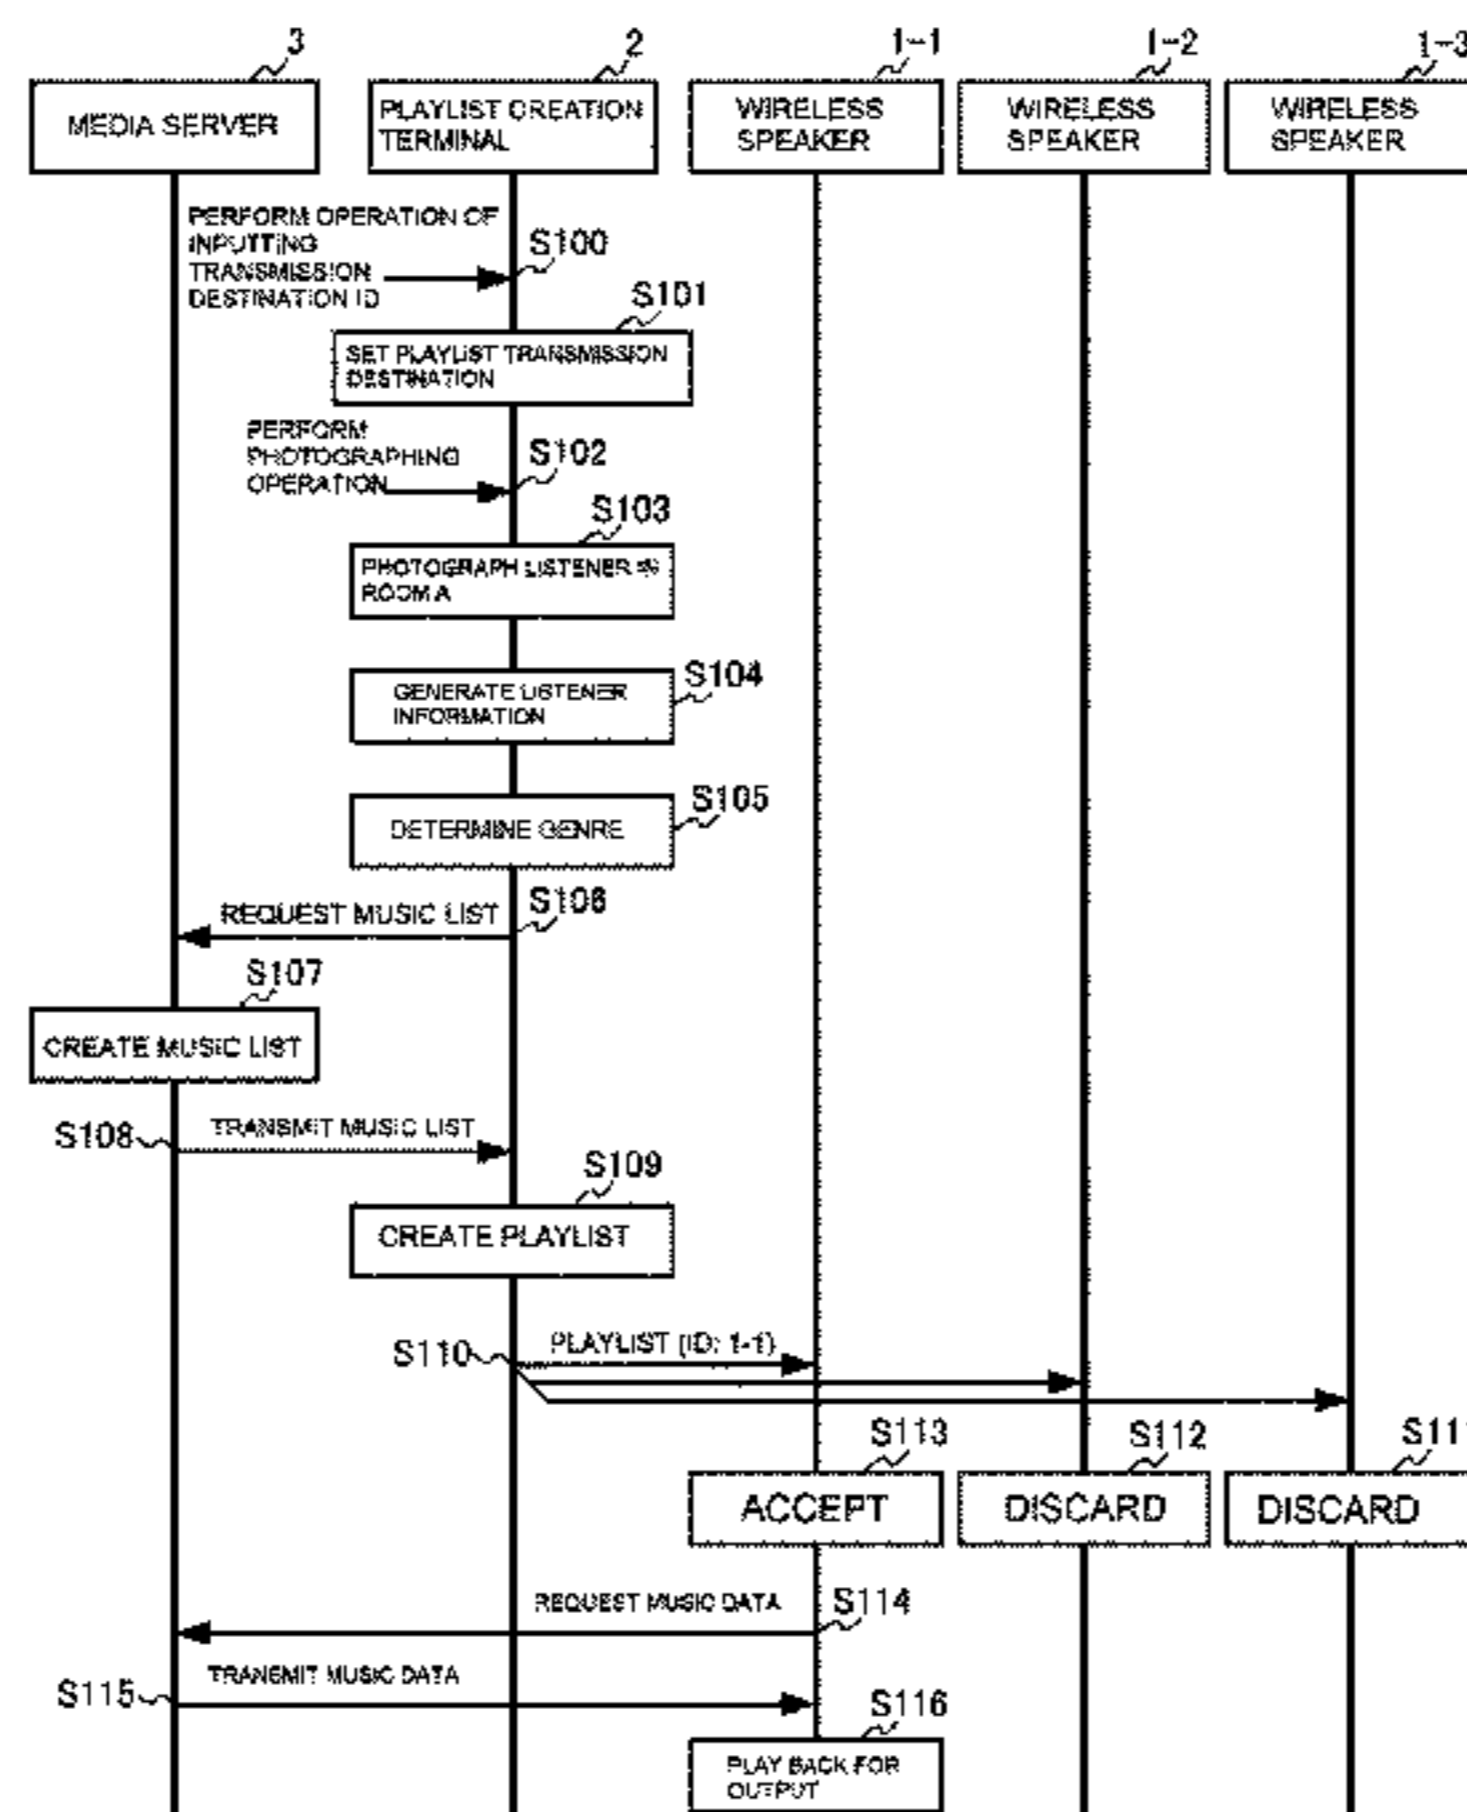 3
2
1-1
1-2
1-3
MEDIA SERVER
PLAYLIST CREATION
TERMINAL
WIRELESS
SPEAKER
WIRELESS
SPEAKER
WIRELESS
SPEAKER
PERFORM OPERATION OF
INPUTTING
TRANSMISSION
DESTINATION ID
S100
S101
SET PLAYLIST TRANSMISSION
DESTINATION
PERFORM
PHOTOGRAPHING
OPERATION
S102
S103
PHOTOGRAPH LISTENER IN
ROOM A
S104
GENERATE LISTENER
INFORMATION
S105
DETERMINE GENRE
REQUEST MUSIC LIST
S106
S107
CREATE MUSIC LIST
S108
TRANSMIT MUSIC LIST
S109
CREATE PLAYLIST
S110
PLAYLIST (ID: 1-1)
S113
S112
S111
ACCEPT
DISCARD
DISCARD
REQUEST MUSIC DATA
S114
S115
TRANSMIT MUSIC DATA
S116
PLAY BACK FOR
OUTPUT